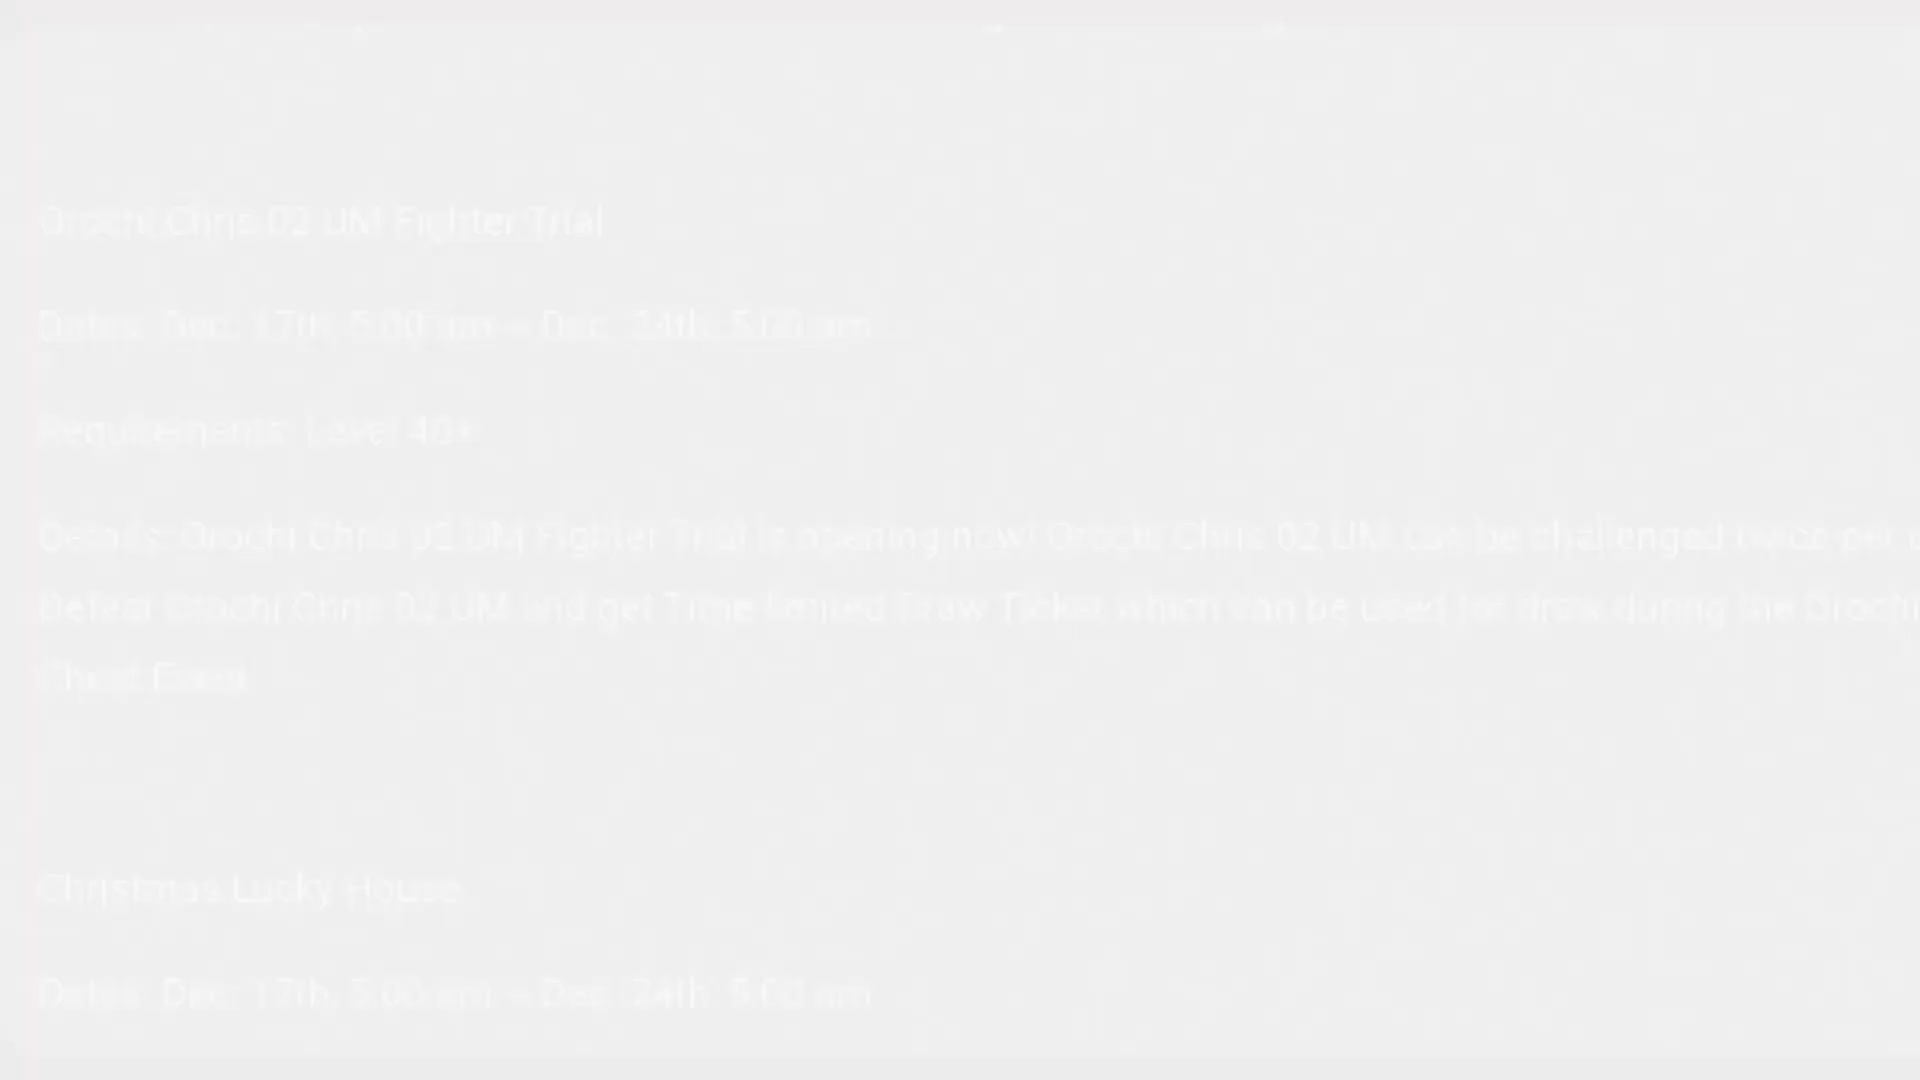 Orochi Chris 02 UM Fighter Trial
Dates: Dec. 17th, 5:00 am — Dec. 24th, 5:00 am
Requirements: Level
Details: Orochi Chris 02 UM Fighter Trial is opening now! Orochi Chris 02 UM can be challenged twice per
Defeat Orochi Chris 02 UM and get Time-limited Draw Ticket which can be used for draw during the Orochi
Chest Event
Christmas Lucky House
Dates: Dec. 17th, 5:00 am — Dec. 24th, 5:00 am